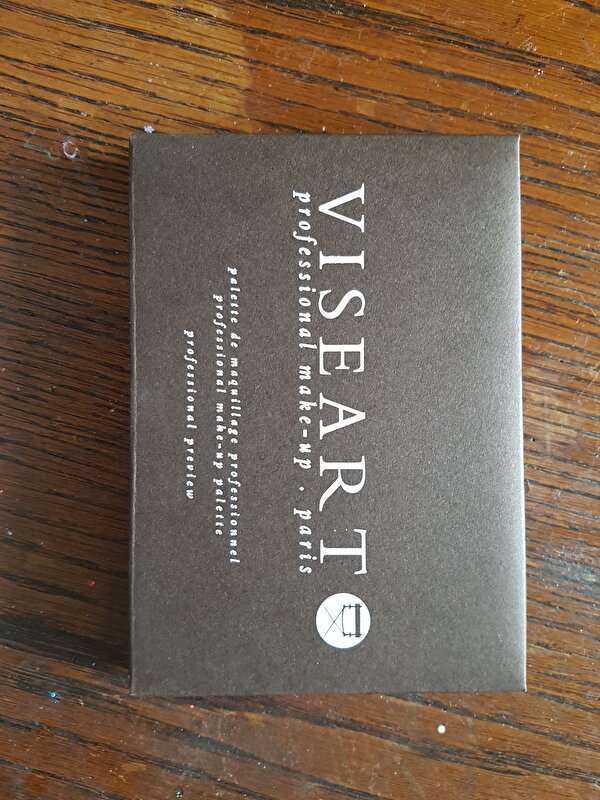 VISEART
professional make-up . paris
palette de maquillage professionnel
professional make-up palette
professional preview